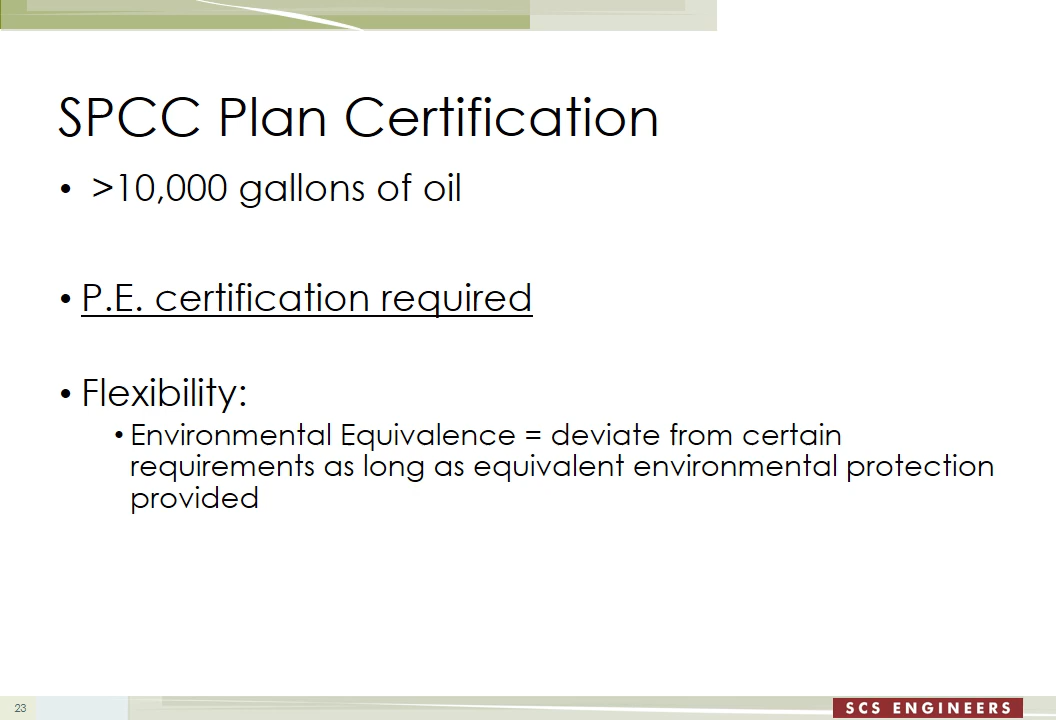 SPCC Plan Certification
• >10,000 gallons of oil
• P.E. certification required
• Flexibility:
• Environmental Equivalence = deviate from certain
requirements as long as equivalent environmental protection
provided
23
SCS ENGINEERS